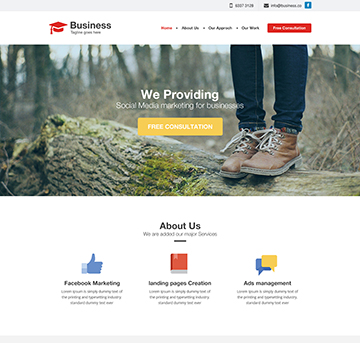 0207 0128 info@business.co
Business
Tagline goes here
Home About Us Our Approch Our Work Free Consultation
We Providing
Social Media marketing for businesses
FREE CONSULTATION
About Us
We are added our major Services
Facebook Marketing
Lorem Ipsum is simply dummy text of
the printing and typesetting industry.
standard dummy text ever
landing pages Creation
Lorem Ipsum is simply dummy text of
the printing and typesetting industry.
standard dummy text ever
Ads management
Lorem Ipsum is simply dummy text of
the printing and typesetting industry.
standard dummy text ever